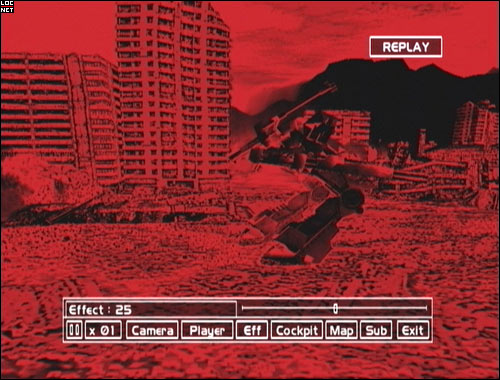 LOC
NET
REPLAY
Effect : 25
x 01 Camera Player Eff Cockpit Map Sub Exit